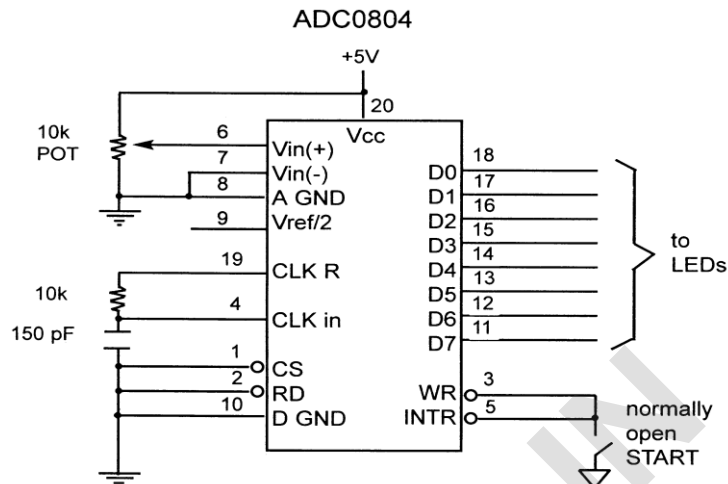 ADC0804
+5V
20
Vcc
10k
POT
6
Vin(+)
7
Vin(-)
8
A GND
9
Vref/2
19
CLK R
10k
4
CLK in
150 pF
1
CS
2
RD
10
D GND
18
D0
17
D1
16
D2
15
D3
14
D4
13
D5
12
D6
11
D7
to
LEDs
3
WR
5
INTR
normally
open
START
IN